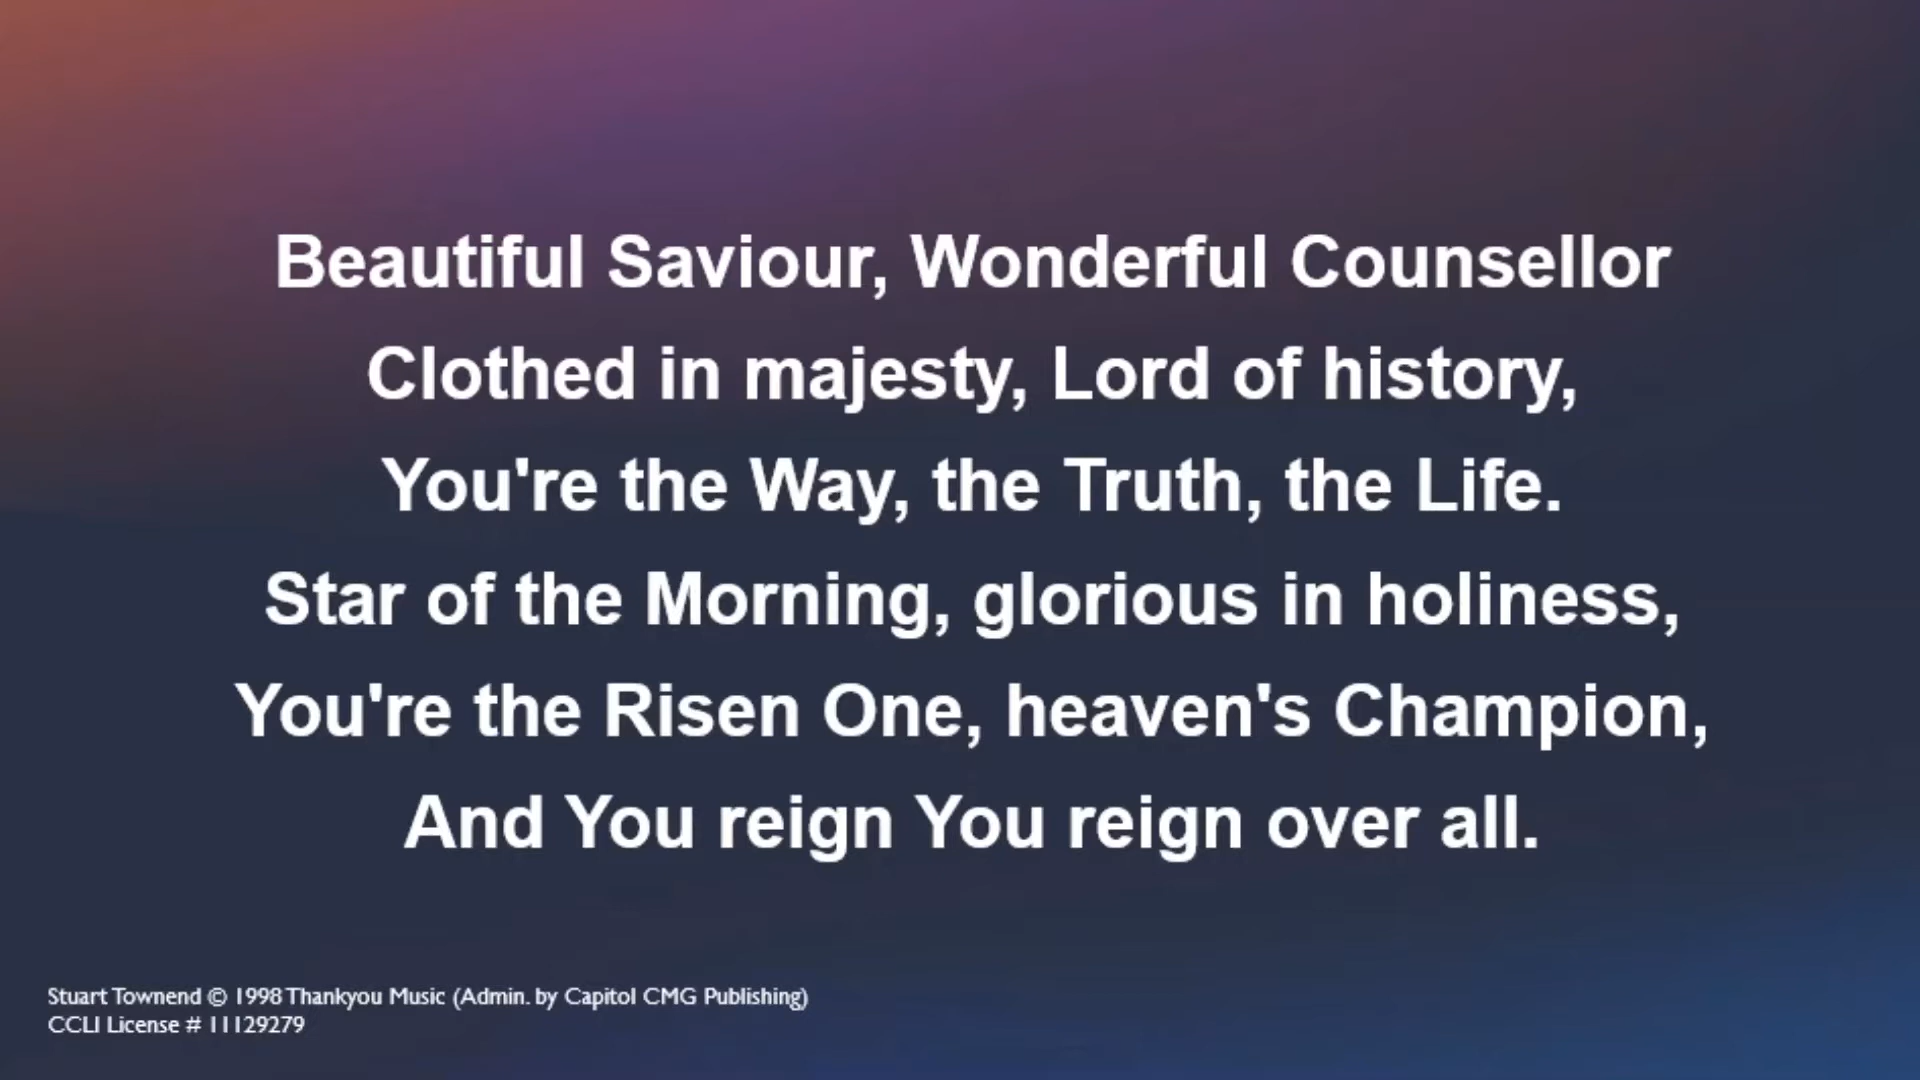 Beautiful Saviour, Wonderful Counsellor
Clothed in majesty, Lord of history,
You're the Way, the Truth, the Life.
Star of the Morning, glorious in holiness,
You're the Risen One, heaven's Champion,
And You reign You reign over all.
Stuart Townend © 1998 Thankyou Music (Admin. by Capitol CMG Publishing)
CCLI License # 11129279